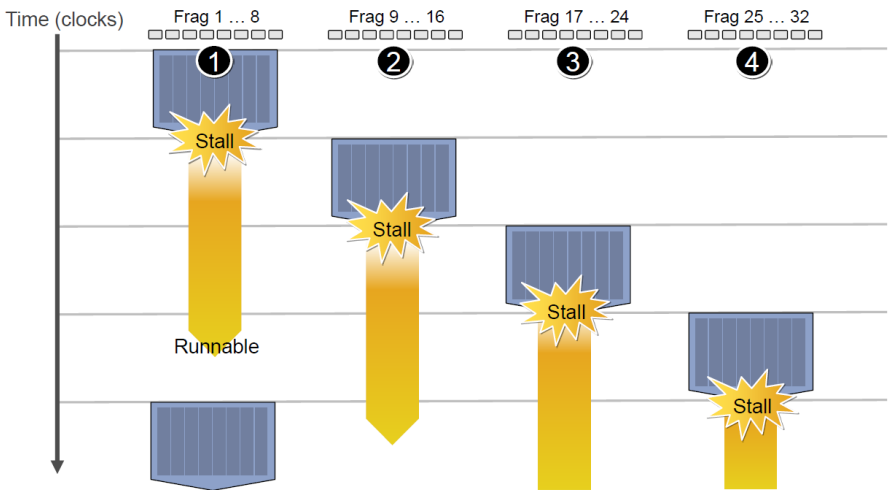 Time (clocks)
Frag 1 … 8
Frag 9 … 16
Frag 17 … 24
Frag 25 … 32
1
2
3
4
Stall
Stall
Stall
Runnable
Stall